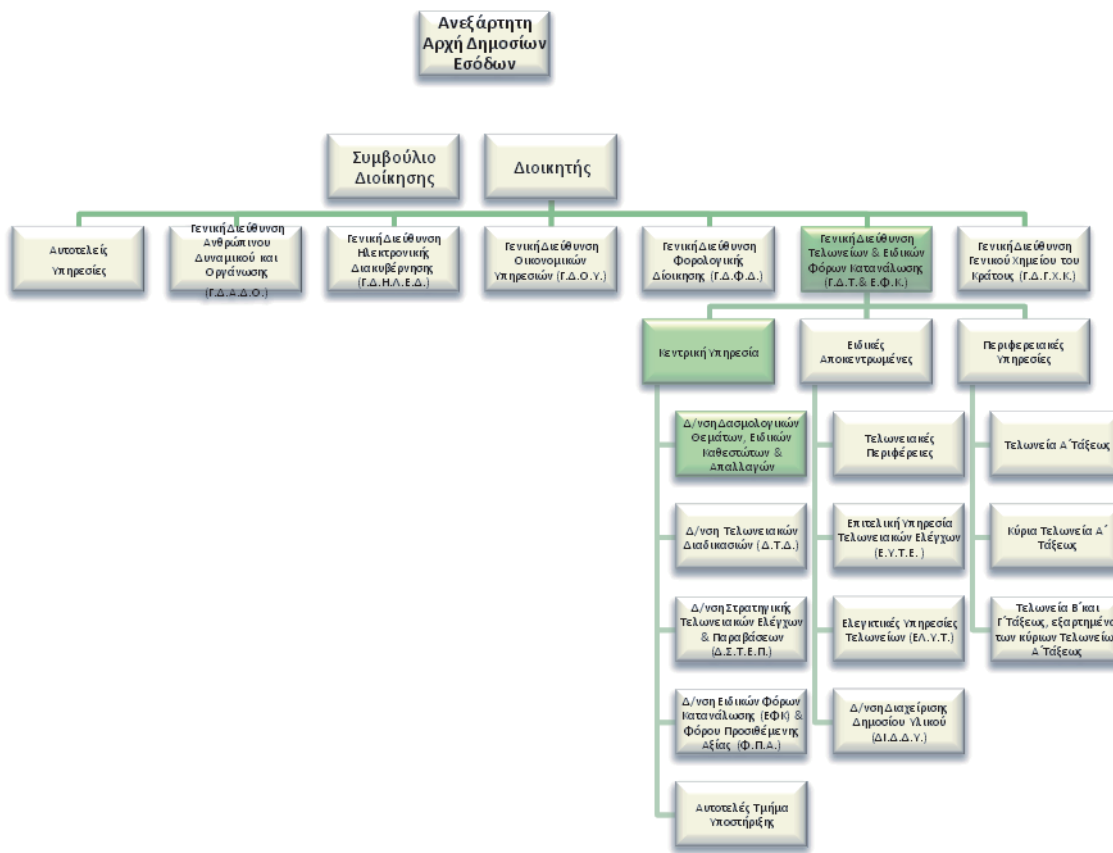 Ανεξάρτητη
Αρχή Δημοσίων
Εσόδων
Συμβούλιο
Διοίκησης
Διοικητής
Αυτοτελείς
Υπηρεσίες
Γενική Διεύθυνση
Ανθρώπινου
Δυναμικού και
Οργάνωσης
(Γ.Δ.Α.Δ.Ο.)
Γενική Διεύθυνση
Ηλεκτρονικής
Διακυβέρνησης
(Γ.Δ.Η.Λ.Ε.Δ.)
Γενική Διεύθυνση
Οικονομικών
Υπηρεσιών (Γ.Δ.Ο.Υ.)
Γενική Διεύθυνση
Φορολογικής
Δίοικησης (Γ.Δ.Φ.Δ.)
Γενική Διεύθυνση
Τελωνείων & Ειδικών
Φόρων Κατανάλωσης
(Γ.Δ.Τ.& Ε.Φ.Κ.)
Γενική Διεύθυνση
Γενικού Χημείου του
Κράτους (Γ.Δ.Γ.Χ.Κ.)
Κεντρική Υπηρεσία
Ειδικές
Αποκεντρωμένες
Περιφερειακές
Υπηρεσίες
Δ/νση Δασμολογικών
Θεμάτων, Ειδικών
Καθεστώτων &
Απαλλαγών
Δ/νση Τελωνειακών
Διαδικασιών (Δ.Τ.Δ.)
Δ/νση Στρατηγικής
Τελωνειακών Ελέγχων
& Παραβάσεων
(Δ.Σ.Τ.Ε.Π.)
Δ/νση Ειδικών Φόρων
Κατανάλωσης (ΕΦΚ) &
Φόρου Προσιθέμενης
Αξίας (Φ.Π.Α.)
Αυτοτελές Τμήμα
Υποστήριξης
Τελωνειακές
Περιφέρειες
Επιτελική Υπηρεσία
Τελωνειακών Ελέγχων
(Ε.Υ.Τ.Ε. )
Ελεγκτικές Υπηρεσίες
Τελωνείων (ΕΛ.Υ.Τ.)
Δ/νση Διαχείρισης
Δημοσίου Υλικού
(ΔΙ.Δ.Δ.Υ.)
Τελωνεία Α΄Τάξεως
Κύρια Τελωνεία Α΄
Τάξεως
Τελωνεία Β΄και
Γ΄Τάξεως, εξαρτημένα
των κύριων Τελωνείων
Α΄Τάξεως